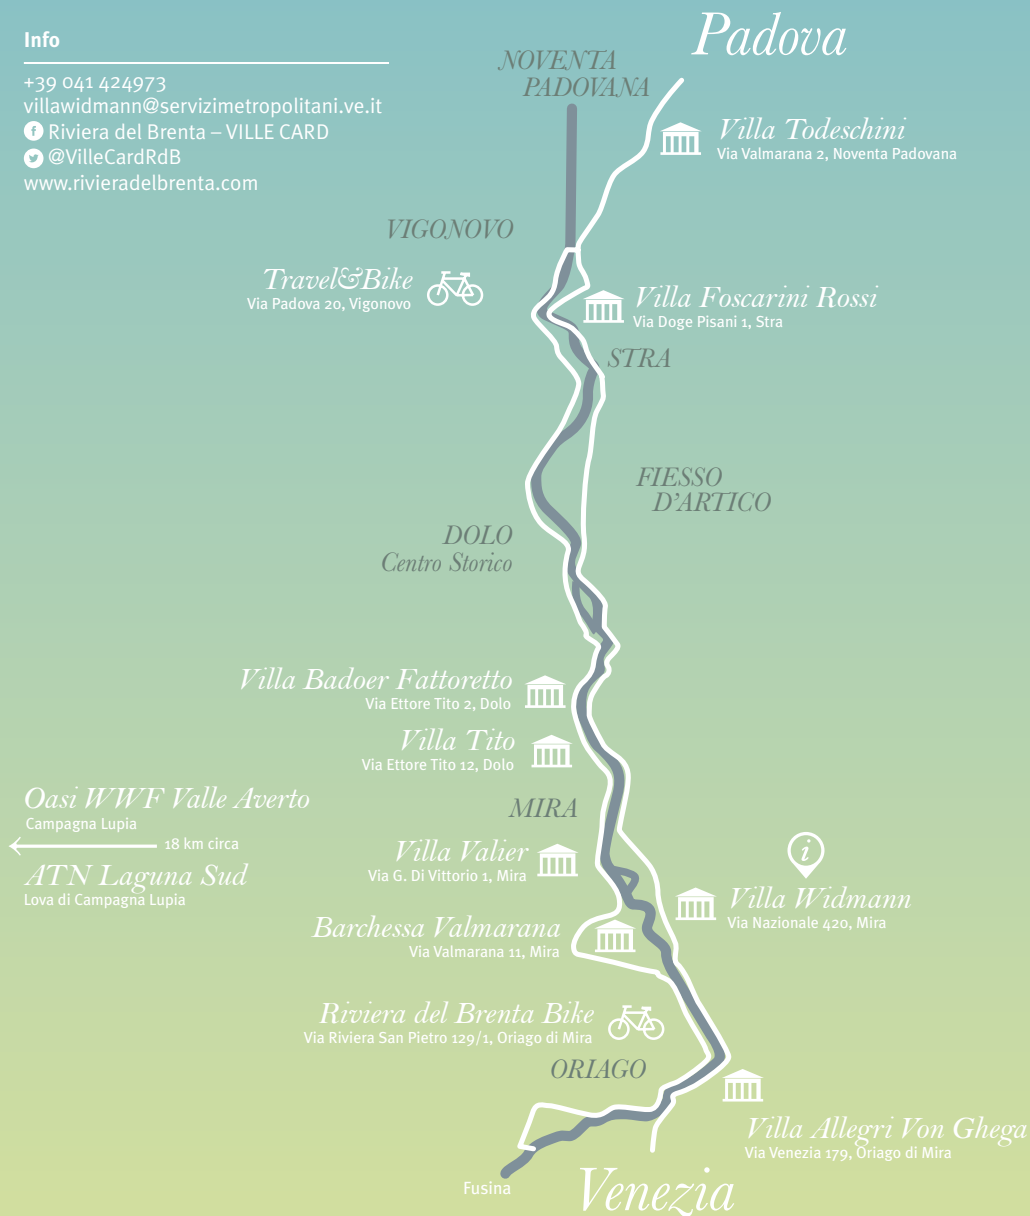 Info
+39 041 424973
villawidmann@servizimetropolitani.ve.it
Riviera del Brenta – VILLE CARD
@VilleCardRdB
www.rivieradelbrenta.com
Padova
NOVENTA
PADOVANA
Villa Todeschini
Via Valmarana 2, Noventa Padovana
VIGONOVO
Travel&Bike
Via Padova 20, Vigonovo
Villa Foscarini Rossi
Via Doge Pisani 1, Stra
STRA
FIESSO
D'ARTICO
DOLO
Centro Storico
Villa Badoer Fattoretto
Via Ettore Tito 2, Dolo
Villa Tito
Via Ettore Tito 12, Dolo
Oasi WWF Valle Averto
Campagna Lupia
18 km circa
ATN Laguna Sud
Lova di Campagna Lupia
MIRA
Villa Valier
Via G. Di Vittorio 1, Mira
i
Villa Widmann
Via Nazionale 420, Mira
Barchessa Valmarana
Via Valmarana 11, Mira
Riviera del Brenta Bike
Via Riviera San Pietro 129/1, Oriago di Mira
ORIAGO
Villa Allegri Von Ghega
Via Venezia 179, Oriago di Mira
Fusina
Venezia